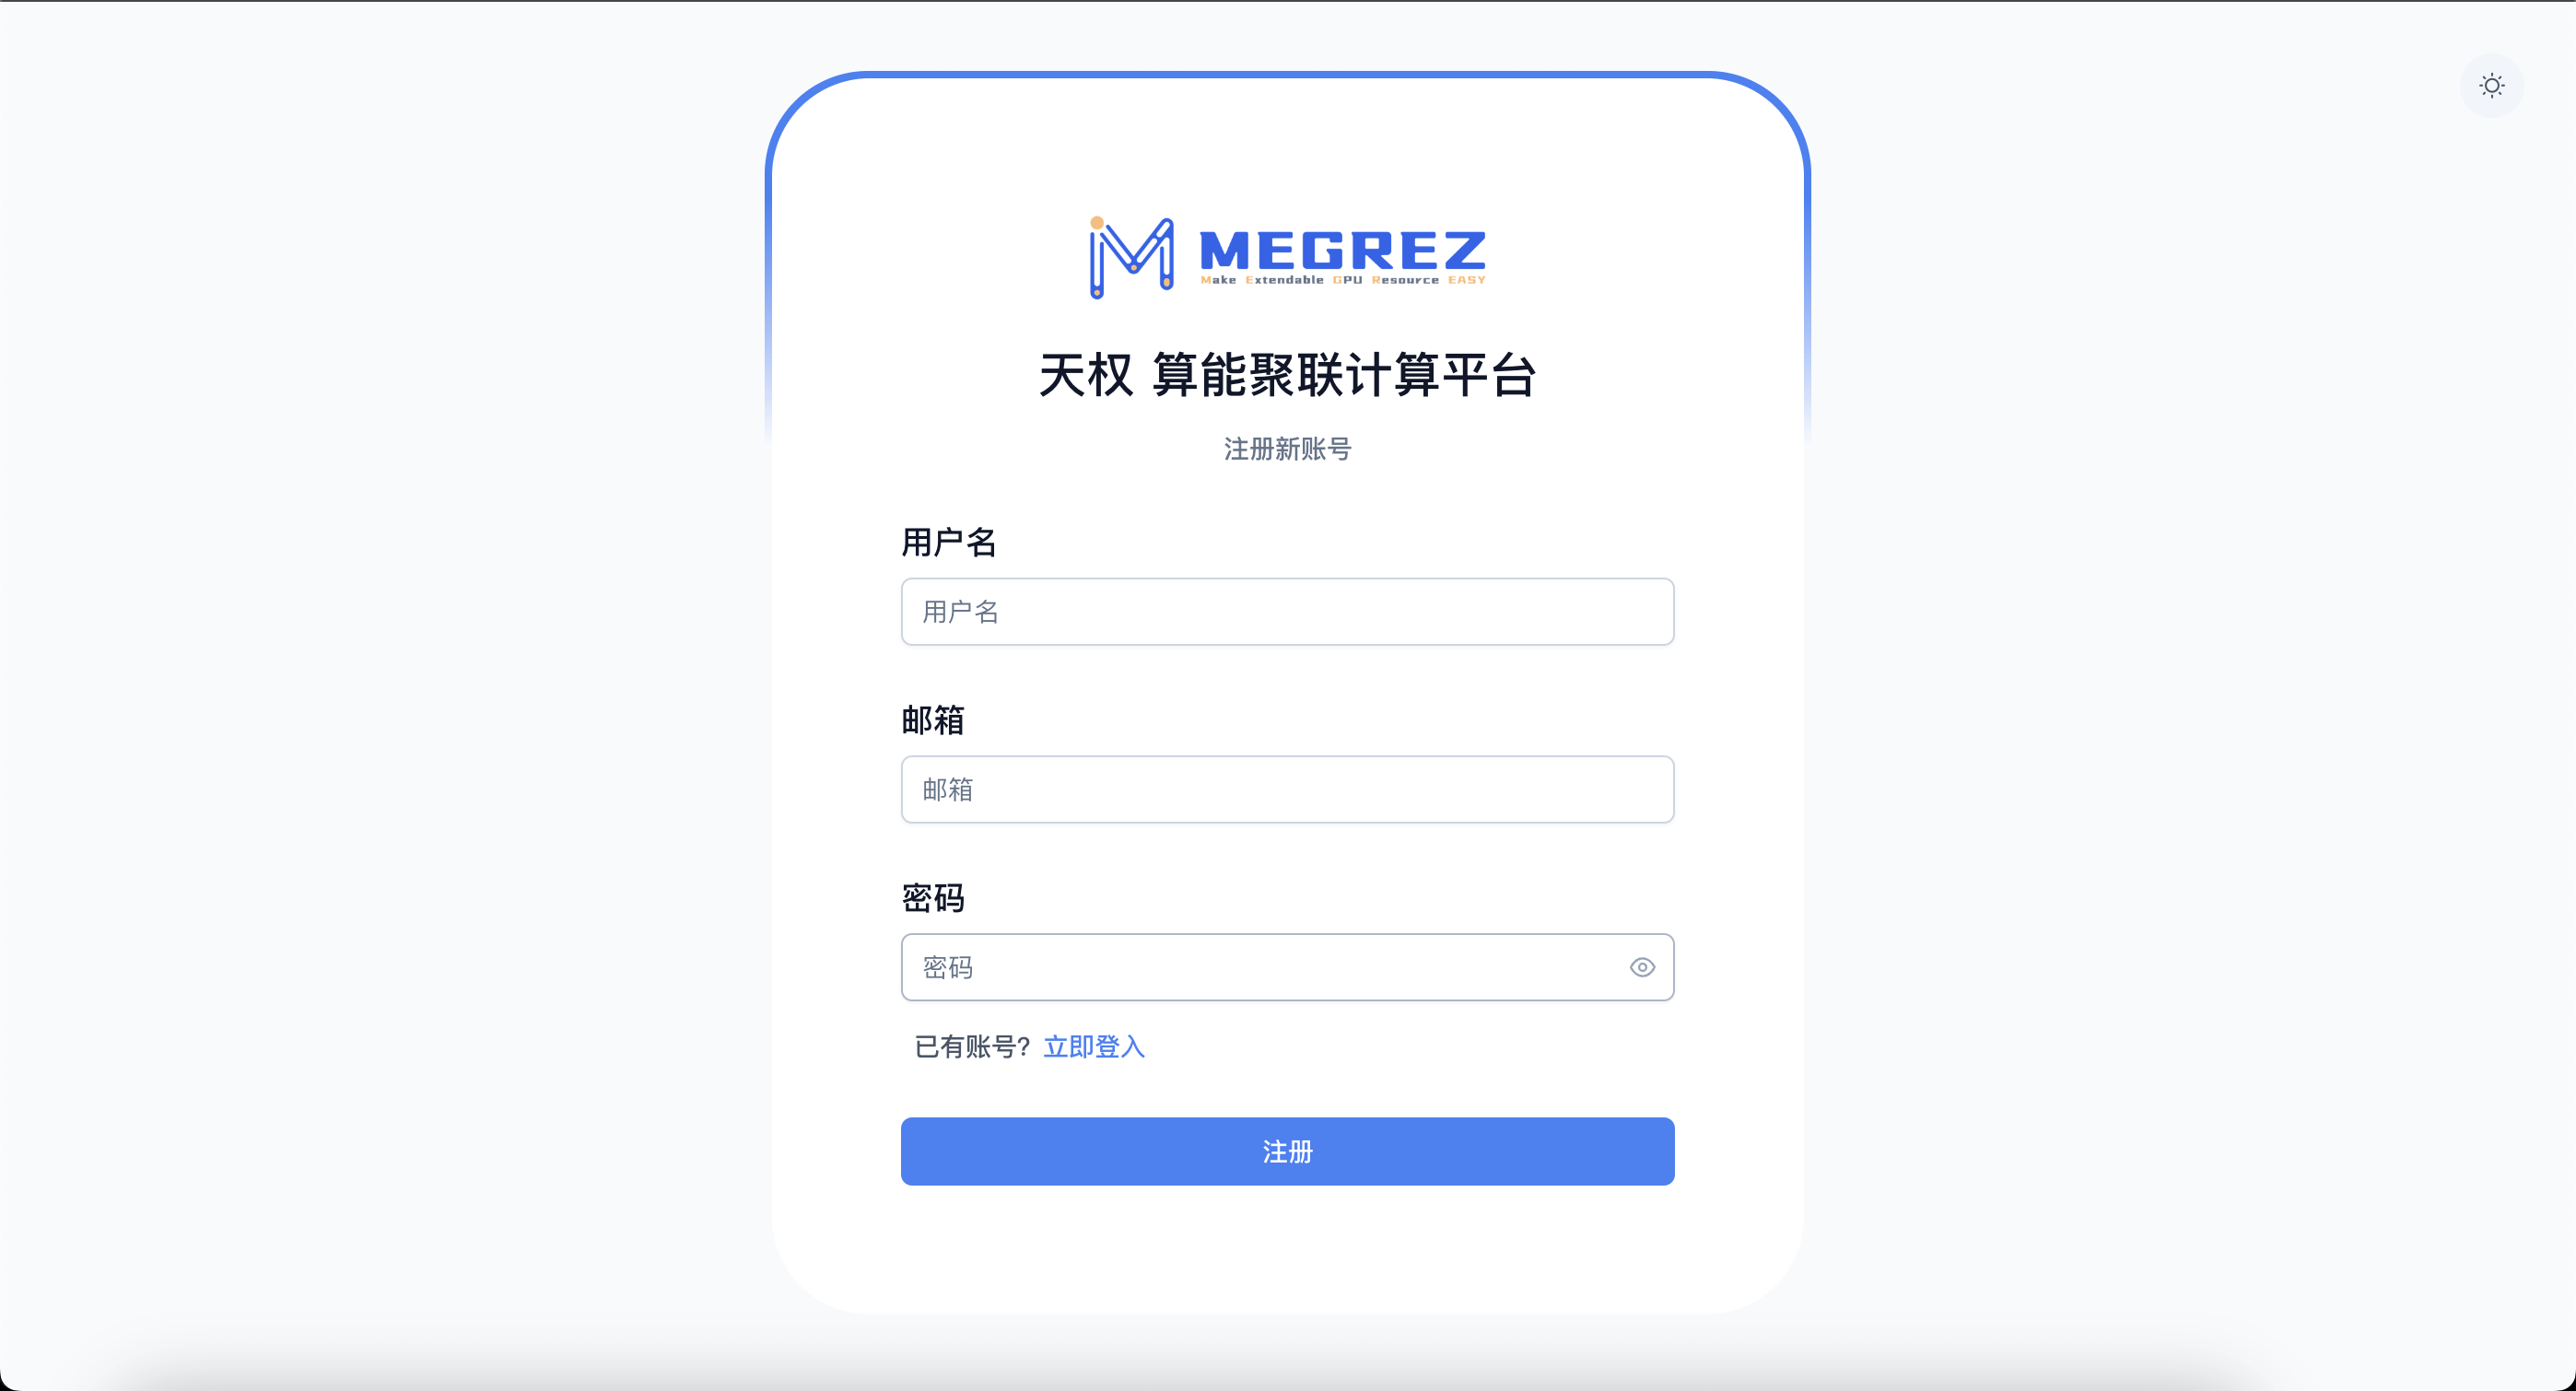 MEGREZ
Make Extendable GPU Resource EASY
天权 算能聚联计算平台
注册新账号
用户名
用户名
邮箱
邮箱
密码
密码
已有账号? 立即登入
注册